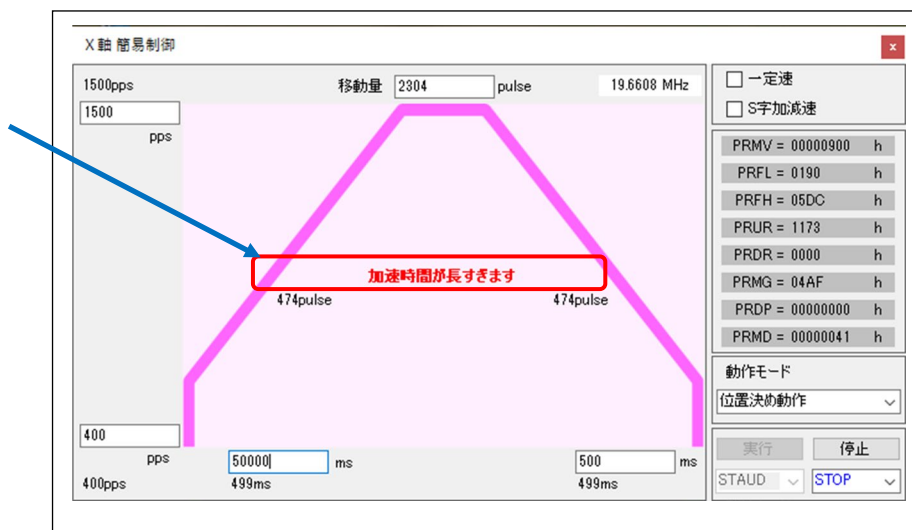 X軸 簡易制御
x
1500pps
移動量 2304 pulse
19.6608 MHz
1500
pps
加速時間が長すぎます
474pulse
474pulse
400
pps
400pps
50000 ms
499ms
500 ms
499ms
一定速
S字加減速
PRMV = 00000900 h
PRFL = 0190 h
PRFH = 05DC h
PRUR = 1173 h
PRDR = 0000 h
PRMG = 04AF h
PRDP = 00000000 h
PRMD = 00000041 h
動作モード
位置決め動作
実行
停止
STAUD
STOP